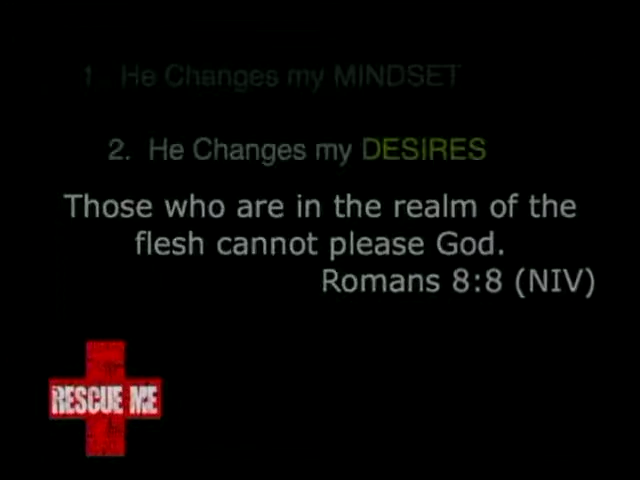 1. He Changes my MINDSET
2. He Changes my DESIRES
Those who are in the realm of the
flesh cannot please God.
Romans 8:8 (NIV)
RESCUE ME